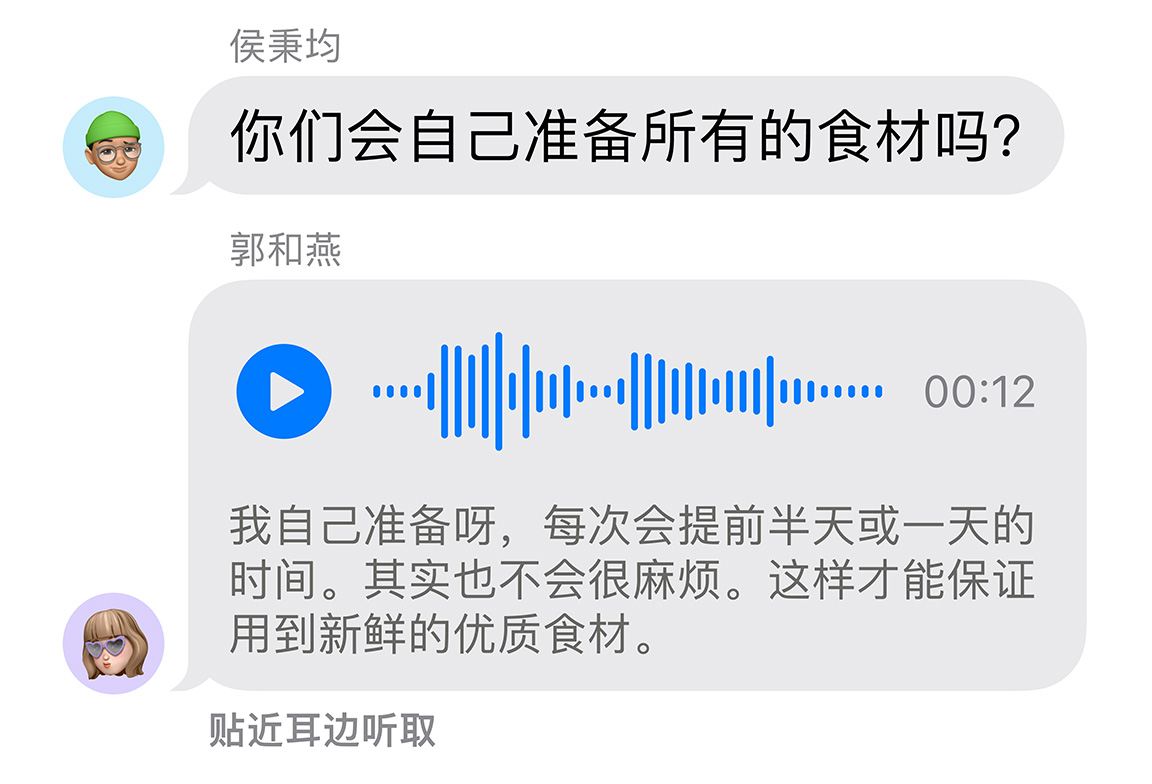 侯秉均
你们会自己准备所有的食材吗？
郭和燕
00:12
我自己准备呀，每次会提前半天或一天的
时间。其实也不会很麻烦。这样才能保证
用到新鲜的优质食材。
贴近耳边听取